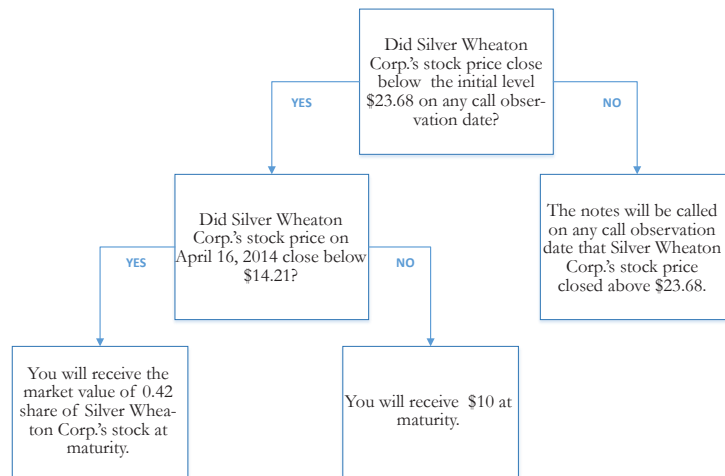 Did Silver Wheaton
Corp.'s stock price close
below the initial level
$23.68 on any call obser-
vation date?
YES
NO
Did Silver Wheaton
Corp.'s stock price on
April 16, 2014 close below
$14.21?
The notes will be called
on any call observation
date that Silver Wheaton
Corp.'s stock price
closed above $23.68.
YES
NO
You will receive the
market value of 0.42
share of Silver Whea-
ton Corp.'s stock at
maturity.
You will receive $10 at
maturity.